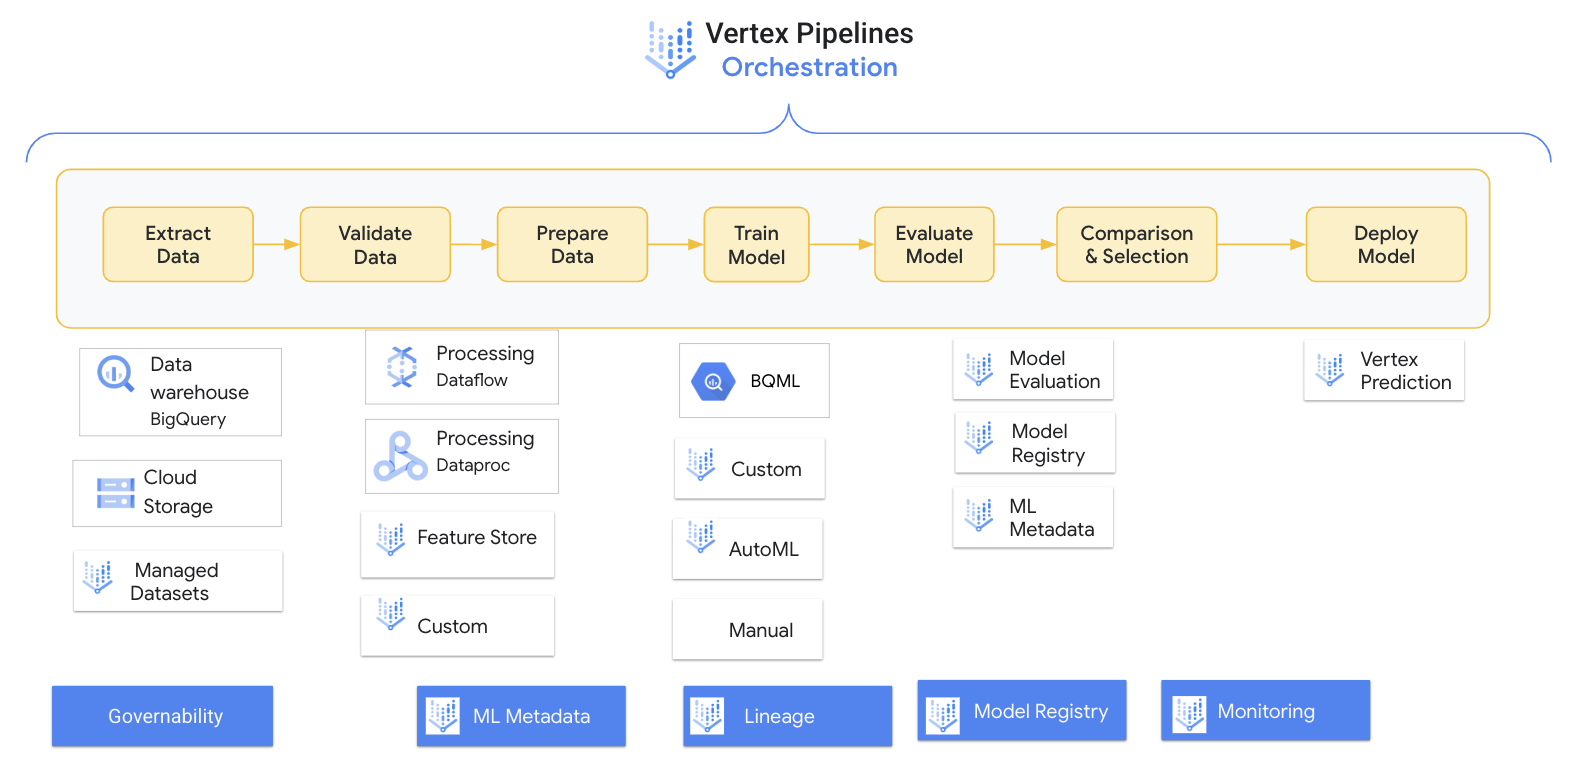 Vertex Pipelines
Orchestration
Extract
Data
Validate
Data
Prepare
Data
Train
Model
Evaluate
Model
Comparison
& Selection
Deploy
Model
Data
warehouse
BigQuery
Cloud
Storage
Managed
Datasets
Processing
Dataflow
Processing
Dataproc
Feature Store
Custom
BQML
Custom
AutoML
Manual
Model
Evaluation
Model
Registry
ML
Metadata
Vertex
Prediction
Governability
ML Metadata
Lineage
Model Registry
Monitoring